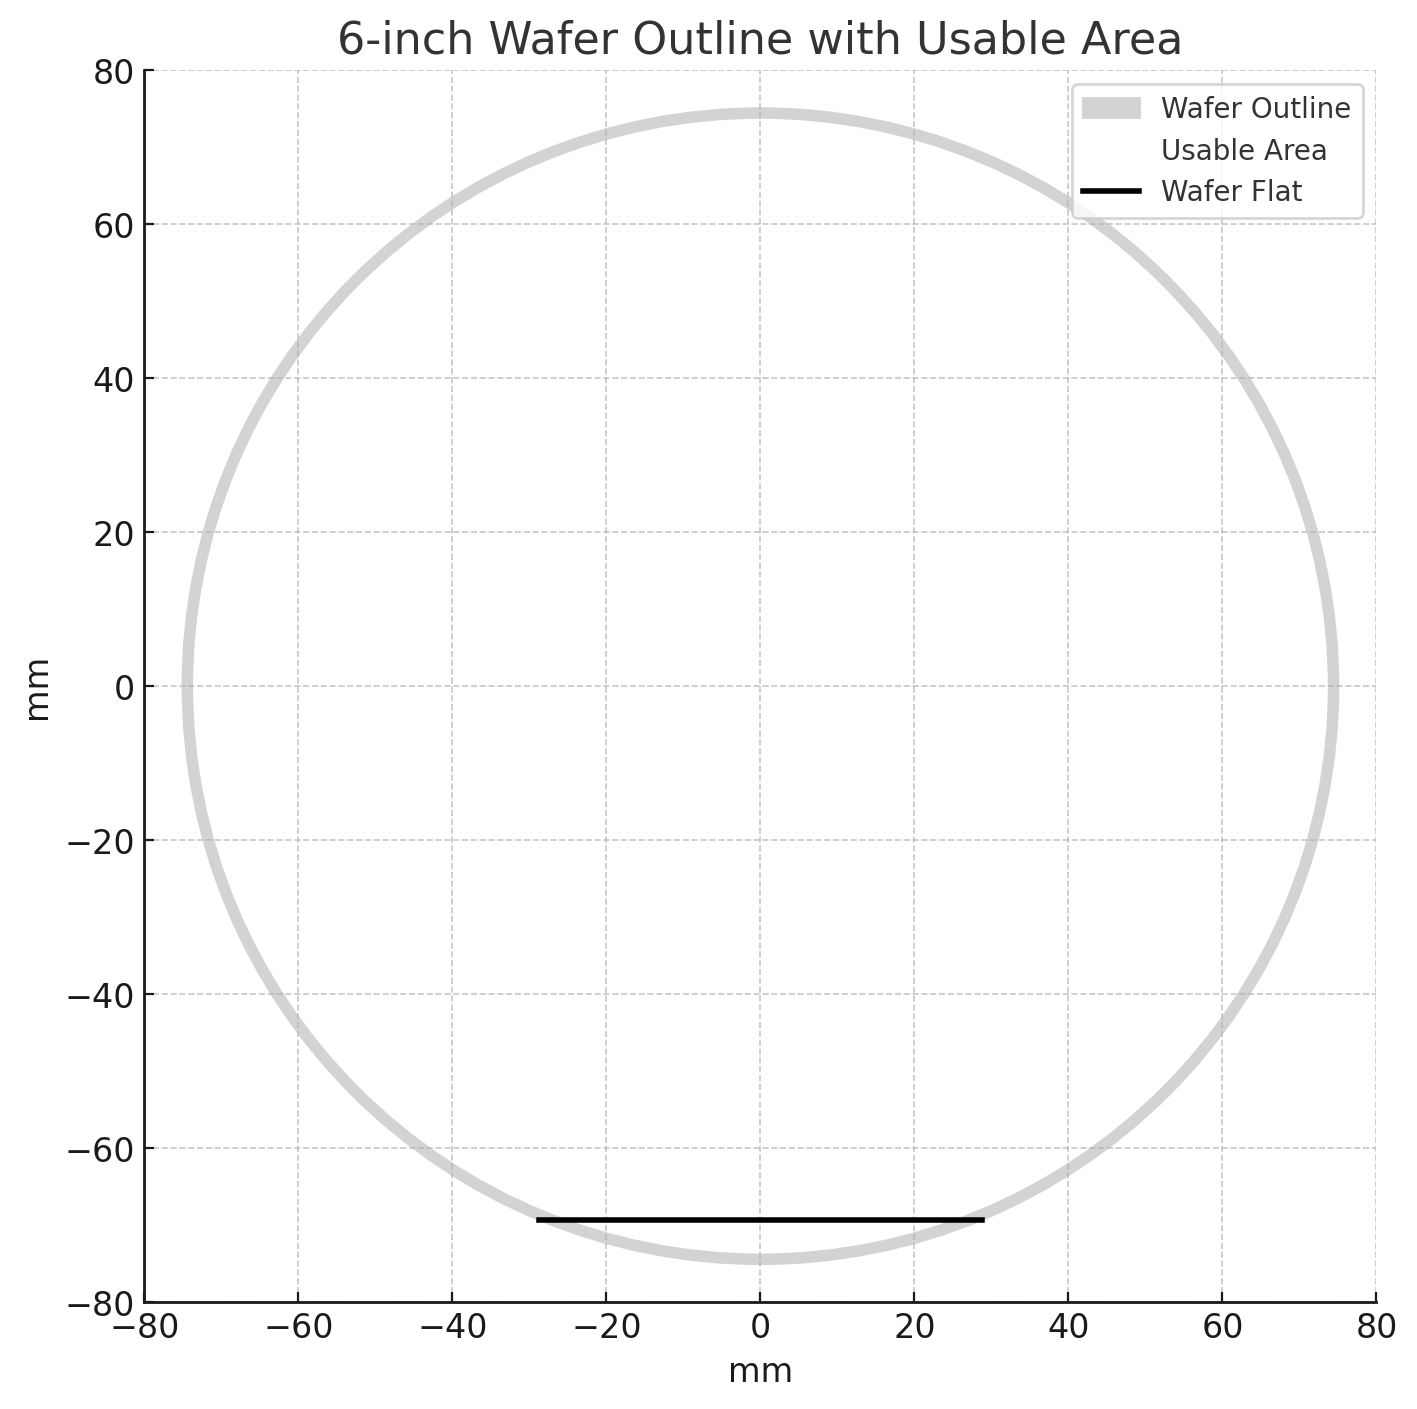 6-inch Wafer Outline with Usable Area
80
Wafer Outline
Usable Area
Wafer Flat
60
40
20
0
−20
−40
−60
−80
mm
−80 −60 −40 −20 0 20 40 60 80
mm